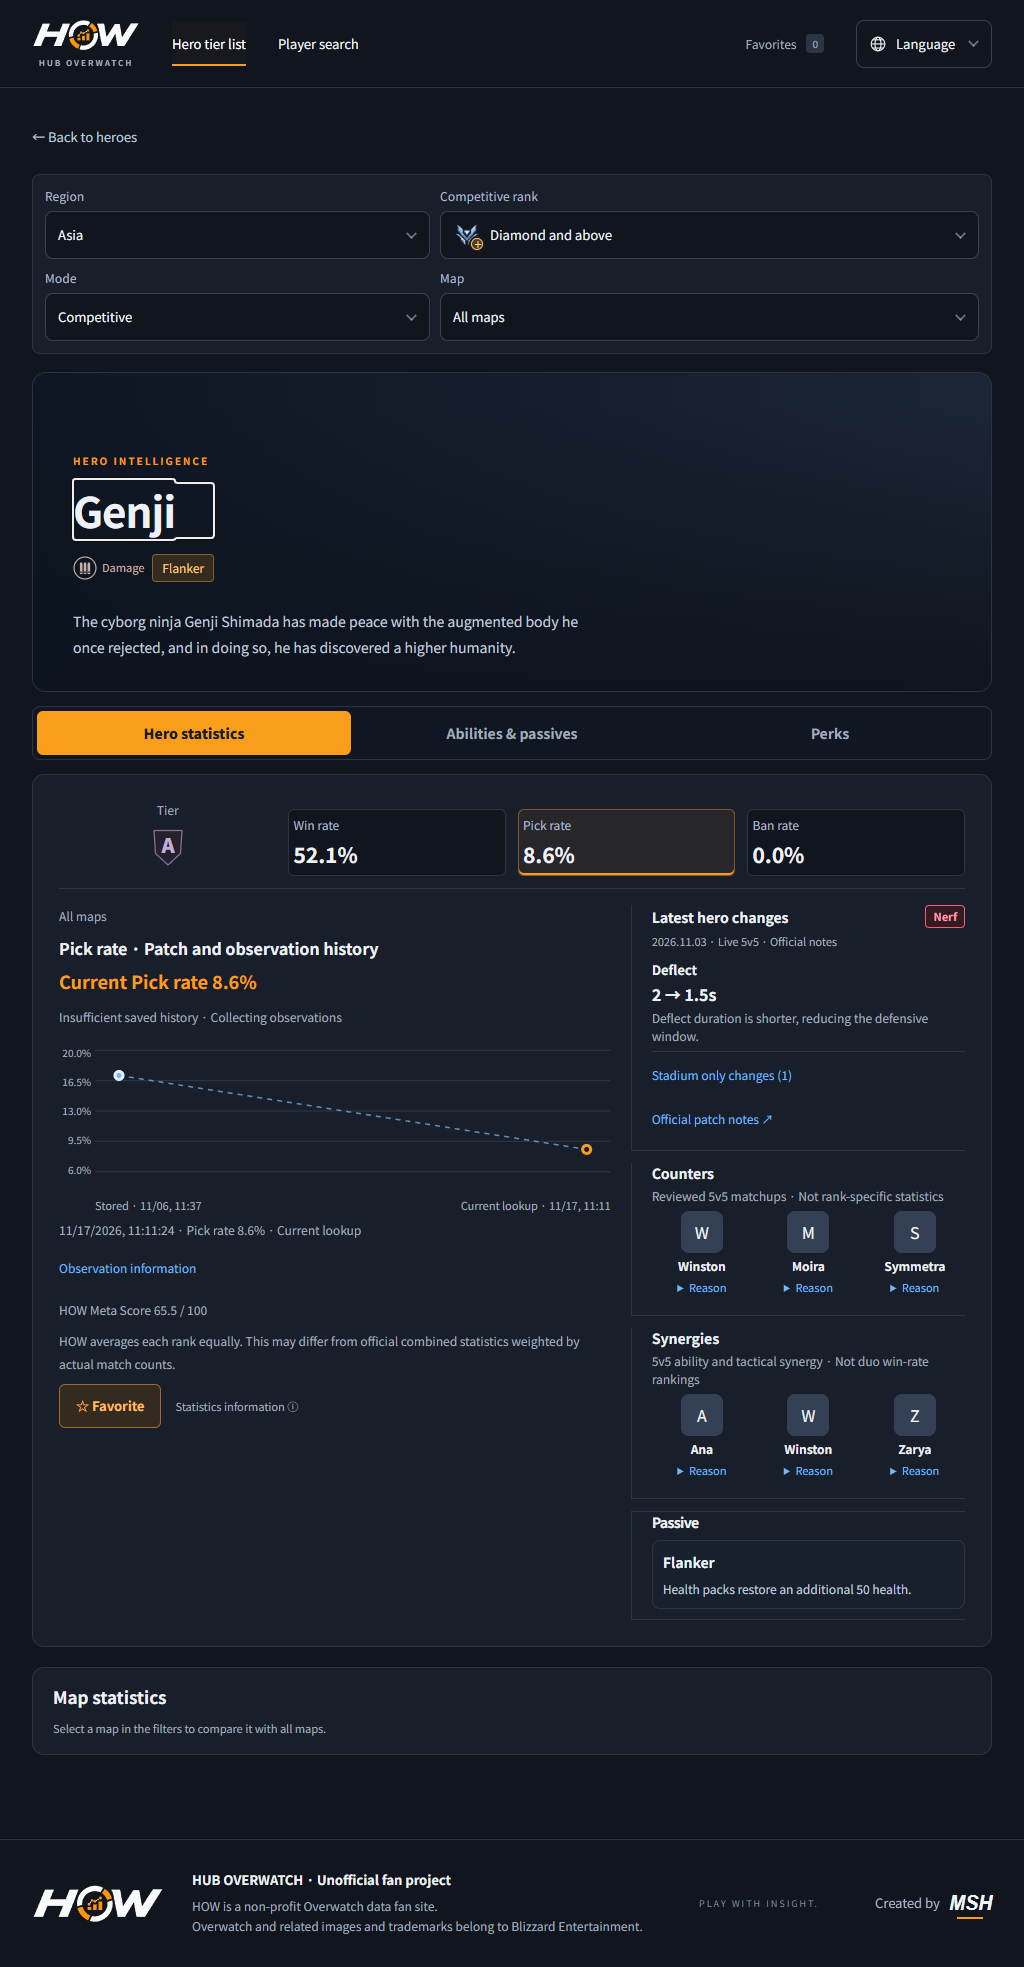 HOW
HUB OVERWATCH
Hero tier list
Player search
Favorites 0
Language
← Back to heroes
Region
Asia
Competitive rank
Diamond and above
Mode
Competitive
Map
All maps
HERO INTELLIGENCE
Genji
Damage
Flanker
The cyborg ninja Genji Shimada has made peace with the augmented body he
once rejected, and in doing so, he has discovered a higher humanity.
Hero statistics
Abilities & passives
Perks
Tier
A
Win rate
52.1%
Pick rate
8.6%
Ban rate
0.0%
All maps
Pick rate · Patch and observation history
Current Pick rate 8.6%
Insufficient saved history · Collecting observations
20.0%
16.5%
13.0%
9.5%
6.0%
Stored · 11/06, 11:37
Current lookup · 11/17, 11:11
11/17/2026, 11:11:24 · Pick rate 8.6% · Current lookup
Observation information
HOW Meta Score 65.5 / 100
HOW averages each rank equally. This may differ from official combined statistics weighted by
actual match counts.
☆ Favorite
Statistics information ⓘ
Latest hero changes
Nerf
2026.11.03 · Live 5v5 · Official notes
Deflect
2 → 1.5s
Deflect duration is shorter, reducing the defensive
window.
Stadium only changes (1)
Official patch notes ↗
Counters
Reviewed 5v5 matchups · Not rank-specific statistics
W
M
S
Winston
Moira
Symmetra
▶ Reason
▶ Reason
▶ Reason
Synergies
5v5 ability and tactical synergy · Not duo win-rate
rankings
A
W
Z
Ana
Winston
Zarya
▶ Reason
▶ Reason
▶ Reason
Passive
Flanker
Health packs restore an additional 50 health.
Map statistics
Select a map in the filters to compare it with all maps.
HOW
HUB OVERWATCH · Unofficial fan project
HOW is a non-profit Overwatch data fan site.
Overwatch and related images and trademarks belong to Blizzard Entertainment.
PLAY WITH INSIGHT.
Created by MSH